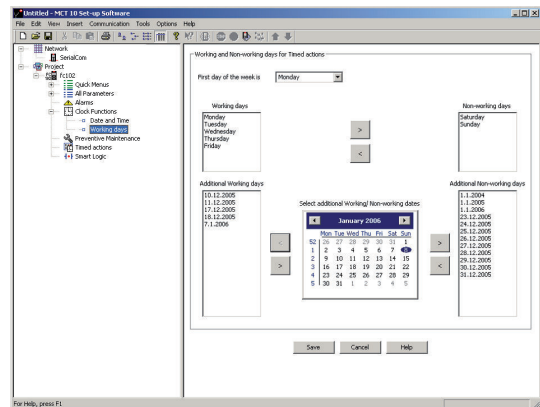 Untitled - MCT 10 Set-up Software
File Edit View Insert Communication Tools Options Help
Network
SerialCom
Project
fc102
Quick Menus
All Parameters
Alarms
Clock Functions
Date and Time
Working days
Preventive Maintenance
Timed actions
Smart Logic
Working and Non-working days for Timed actions
First day of the week is Monday
Working days
Monday
Tuesday
Wednesday
Thursday
Friday
>
<
Non-working days
Saturday
Sunday
Additional Working days
10.12.2005
11.12.2005
17.12.2005
18.12.2005
7.1.2006
<
>
Select additional Working/ Non-working dates
January 2006
Mon Tue Wed Thu Fri Sat Sun
52 26 27 28 29 30 31 1
1 2 3 4 5 6 7 8
2 9 10 11 12 13 14 15
3 16 17 18 19 20 21 22
4 23 24 25 26 27 28 29
5 30 31 1 2 3 4 5
>
<
Additional Non-working days
1.1.2004
1.1.2005
1.1.2006
23.12.2005
24.12.2005
25.12.2005
26.12.2005
27.12.2005
28.12.2005
29.12.2005
30.12.2005
31.12.2005
Save Cancel Help
For Help, press F1